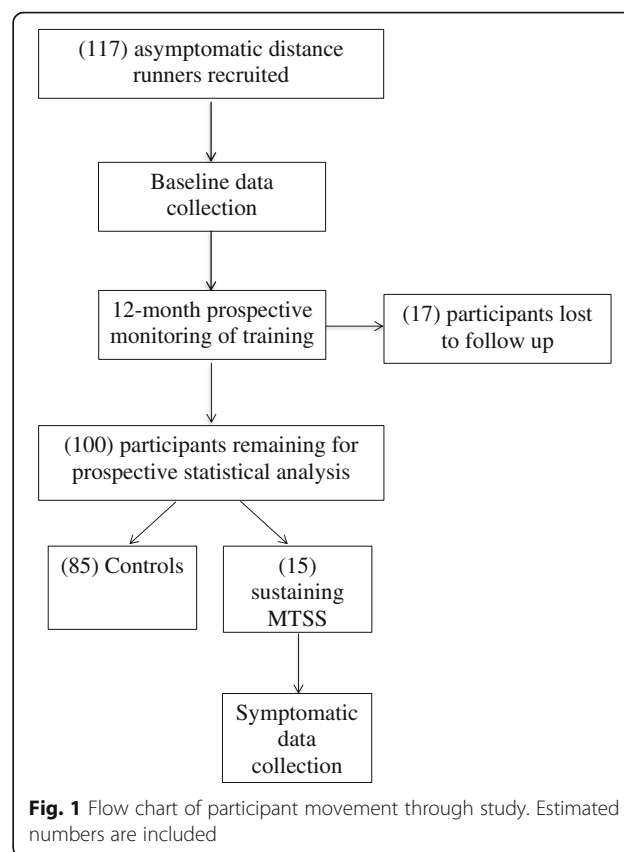 (117) asymptomatic distance
runners recruited
Baseline data
collection
12-month prospective
monitoring of training
(17) participants lost
to follow up
(100) participants remaining for
prospective statistical analysis
(85) Controls
(15)
sustaining
MTSS
Symptomatic
data
collection
Fig. 1 Flow chart of participant movement through study. Estimated
numbers are included